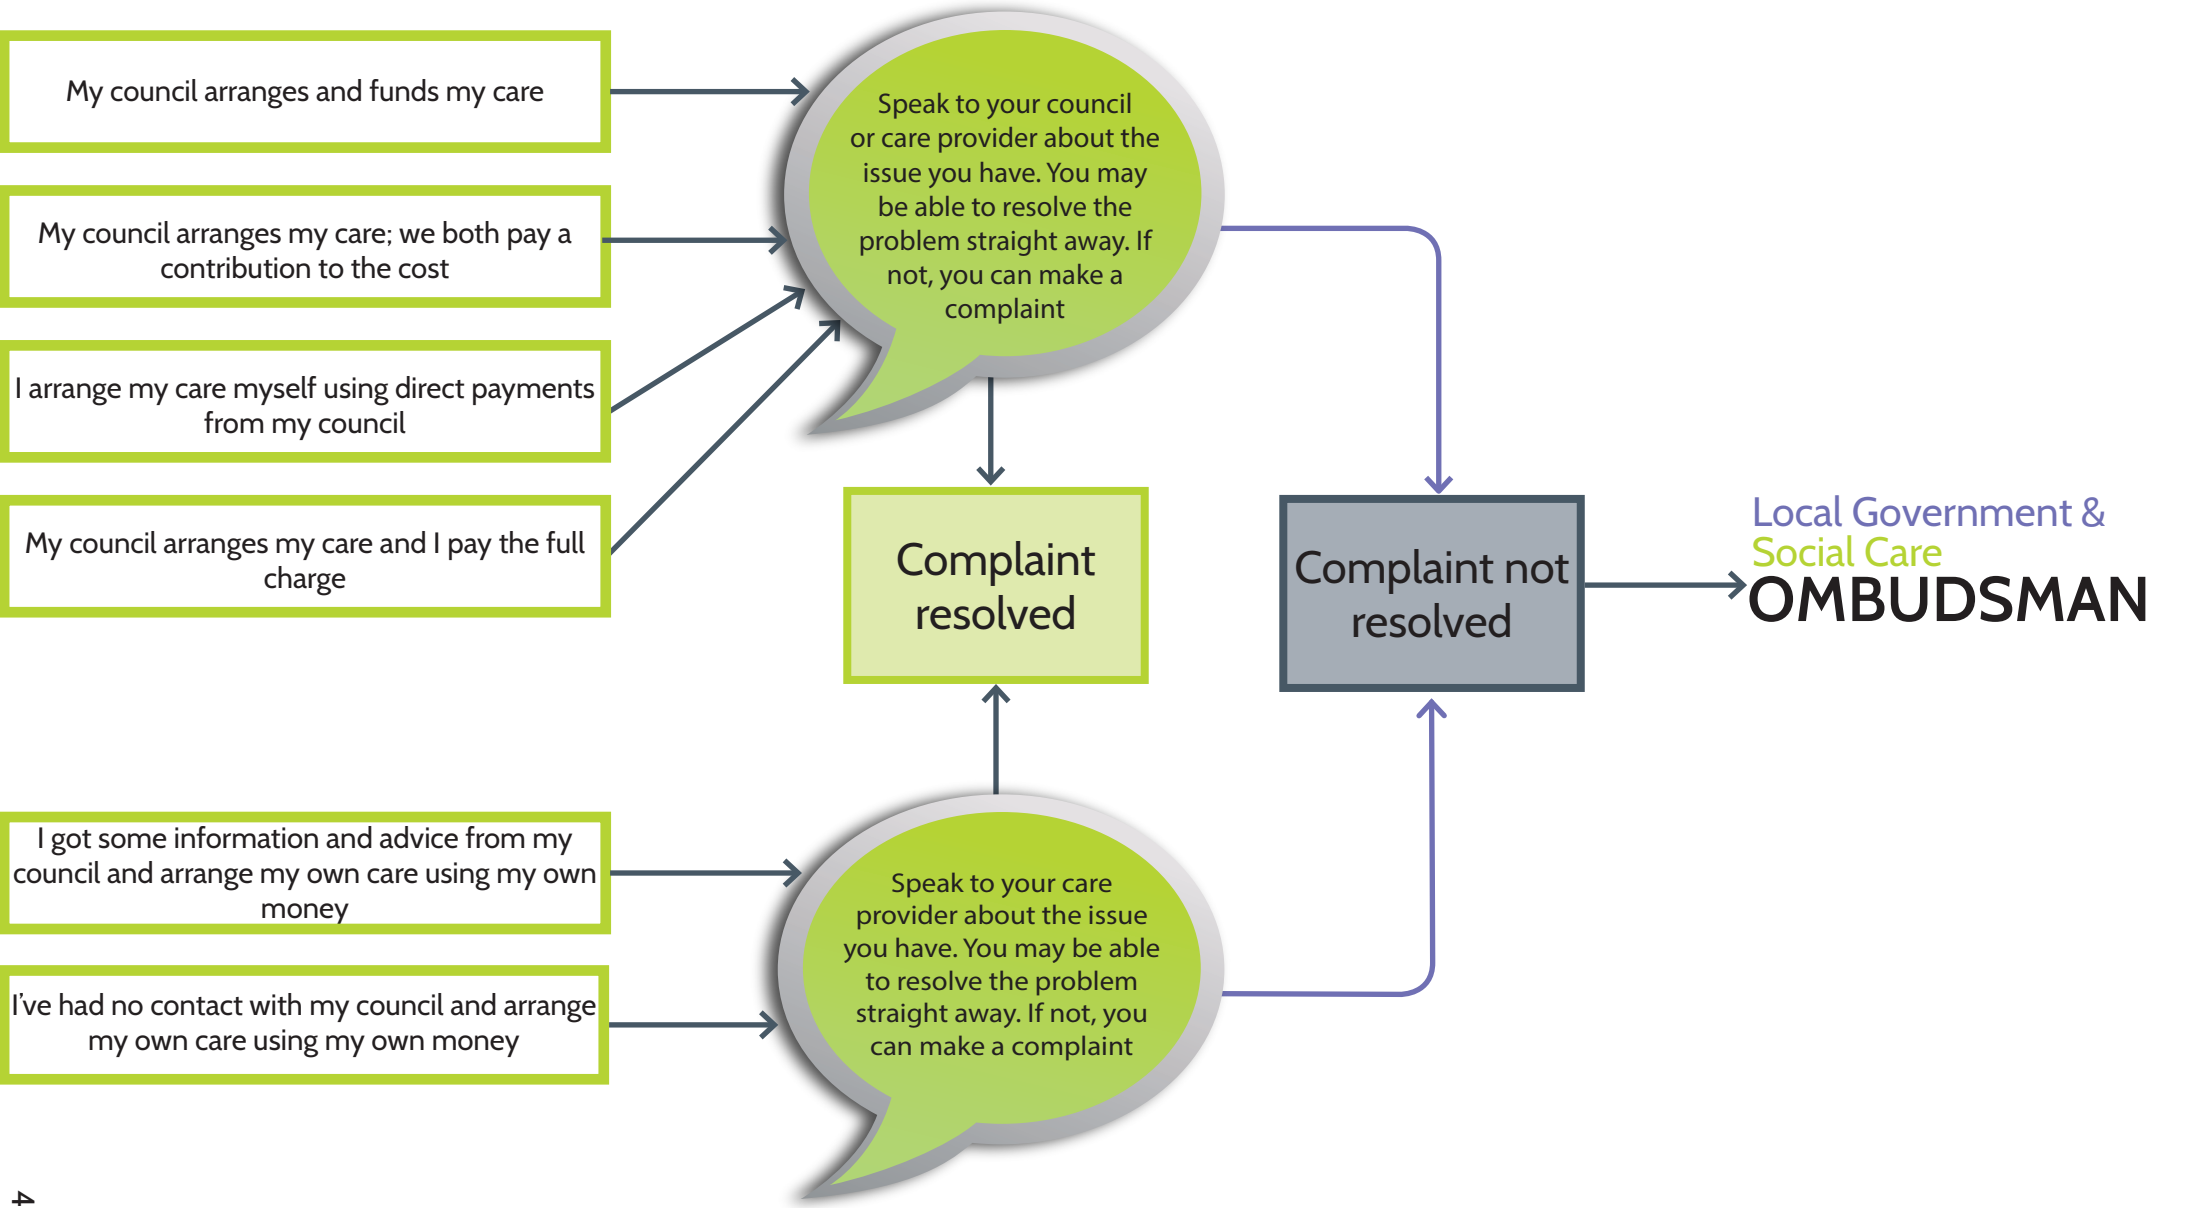 My council arranges and funds my care
My council arranges my care; we both pay a
contribution to the cost
I arrange my care myself using direct payments
from my council
My council arranges my care and I pay the full
charge
Speak to your council
or care provider about the
issue you have. You may
be able to resolve the
problem straight away. If
not, you can make a
complaint
Complaint
resolved
Complaint not
resolved
Local Government &
Social Care
OMBUDSMAN
I got some information and advice from my
council and arrange my own care using my own
money
I've had no contact with my council and arrange
my own care using my own money
Speak to your care
provider about the issue
you have. You may be able
to resolve the problem
straight away. If not, you
can make a complaint
4